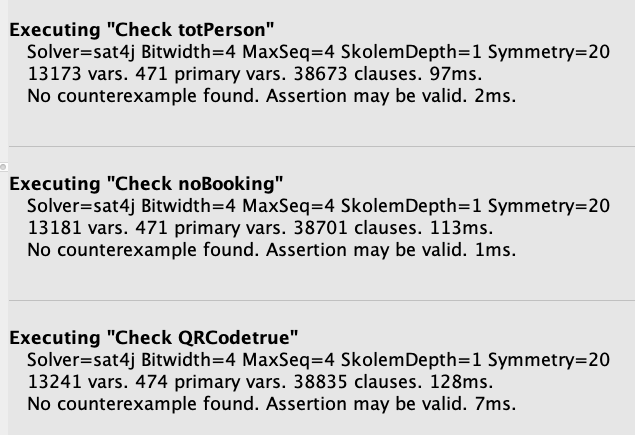 Executing "Check totPerson"
Solver=sat4j Bitwidth=4 MaxSeq=4 SkolemDepth=1 Symmetry=20
13173 vars. 471 primary vars. 38673 clauses. 97ms.
No counterexample found. Assertion may be valid. 2ms.
Executing "Check noBooking"
Solver=sat4j Bitwidth=4 MaxSeq=4 SkolemDepth=1 Symmetry=20
13181 vars. 471 primary vars. 38701 clauses. 113ms.
No counterexample found. Assertion may be valid. 1ms.
Executing "Check QRCodetrue"
Solver=sat4j Bitwidth=4 MaxSeq=4 SkolemDepth=1 Symmetry=20
13241 vars. 474 primary vars. 38835 clauses. 128ms.
No counterexample found. Assertion may be valid. 7ms.